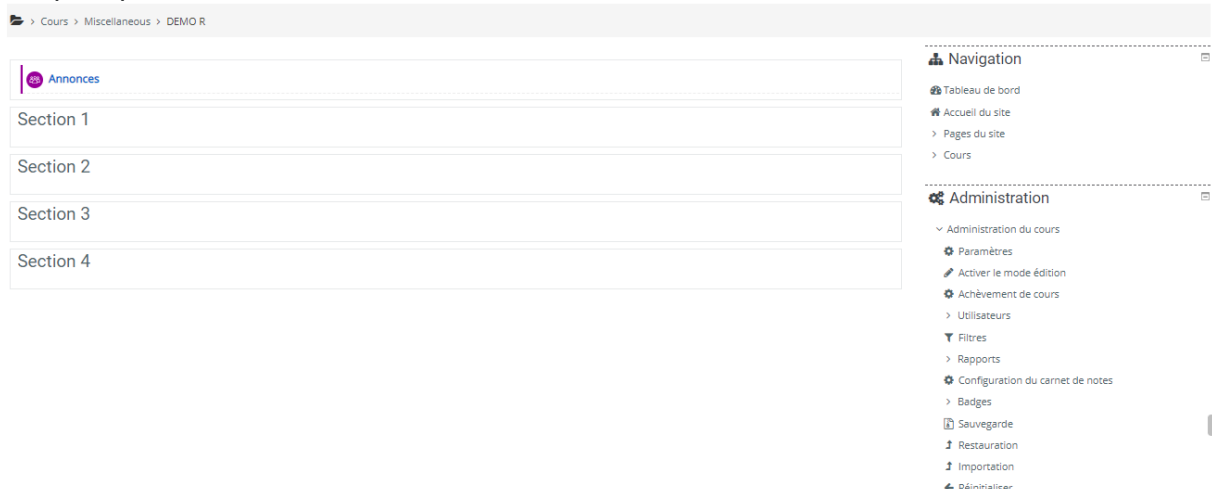 > Cours > Miscellaneous > DEMO R
Annonces
Section 1
Section 2
Section 3
Section 4
Navigation
Tableau de bord
Accueil du site
> Pages du site
> Cours
Administration
Administration du cours
Paramètres
Activer le mode édition
Achèvement de cours
> Utilisateurs
Filtres
> Rapports
Configuration du carnet de notes
> Badges
Sauvegarde
Restauration
Importation
Réinitialiser